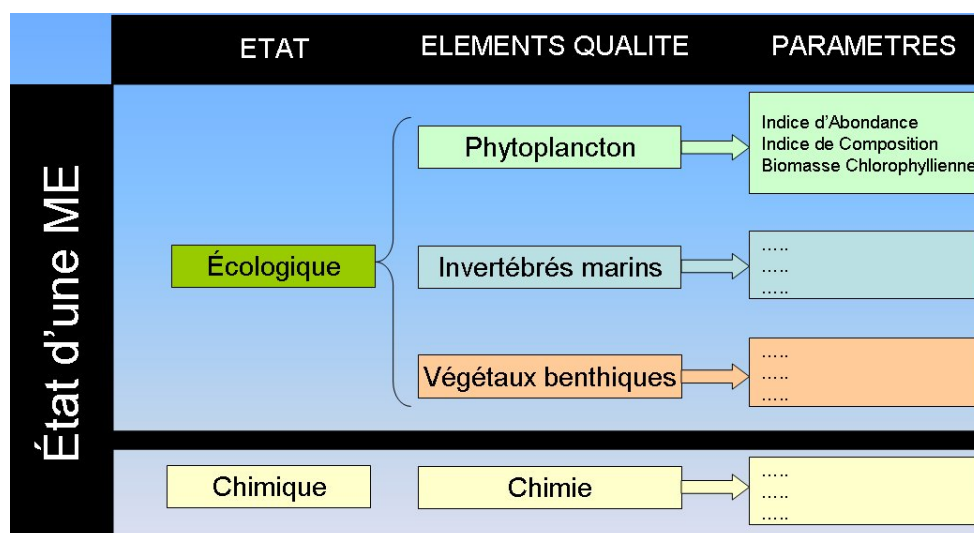 ETAT
ELEMENTS QUALITE
PARAMETRES
État d'une ME
Écologique
Phytoplancton
Indice d'Abondance
Indice de Composition
Biomasse Chlorophyllienne
Invertébrés marins
.....
.....
.....
Végétaux benthiques
.....
.....
.....
Chimique
Chimie
.....
.....
.....